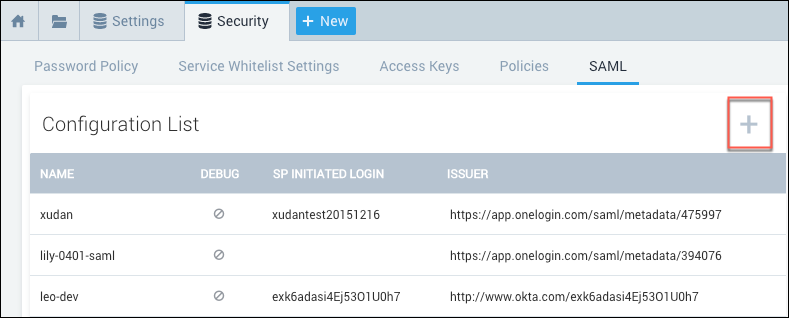 Settings Security + New
Password Policy Service Whitelist Settings Access Keys Policies SAML
Configuration List +
NAME DEBUG SP INITIATED LOGIN ISSUER
xudan xudantest20151216 https://app.onelogin.com/saml/metadata/475997
lily-0401-saml https://app.onelogin.com/saml/metadata/394076
leo-dev exk6adasi4Ej53O1U0h7 http://www.okta.com/exk6adasi4Ej53O1U0h7